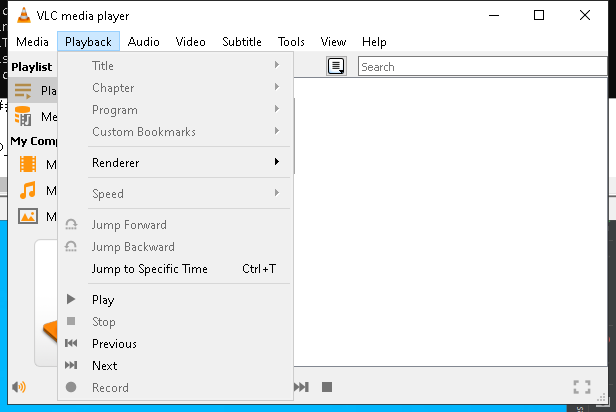 VLC media player
Media Playback Audio Video Subtitle Tools View Help
Playlist
Search
Pla
Me
My Comp
M
M
M
Title
Chapter
Program
Custom Bookmarks
Renderer
Speed
Jump Forward
Jump Backward
Jump to Specific Time Ctrl+T
Play
Stop
Previous
Next
Record